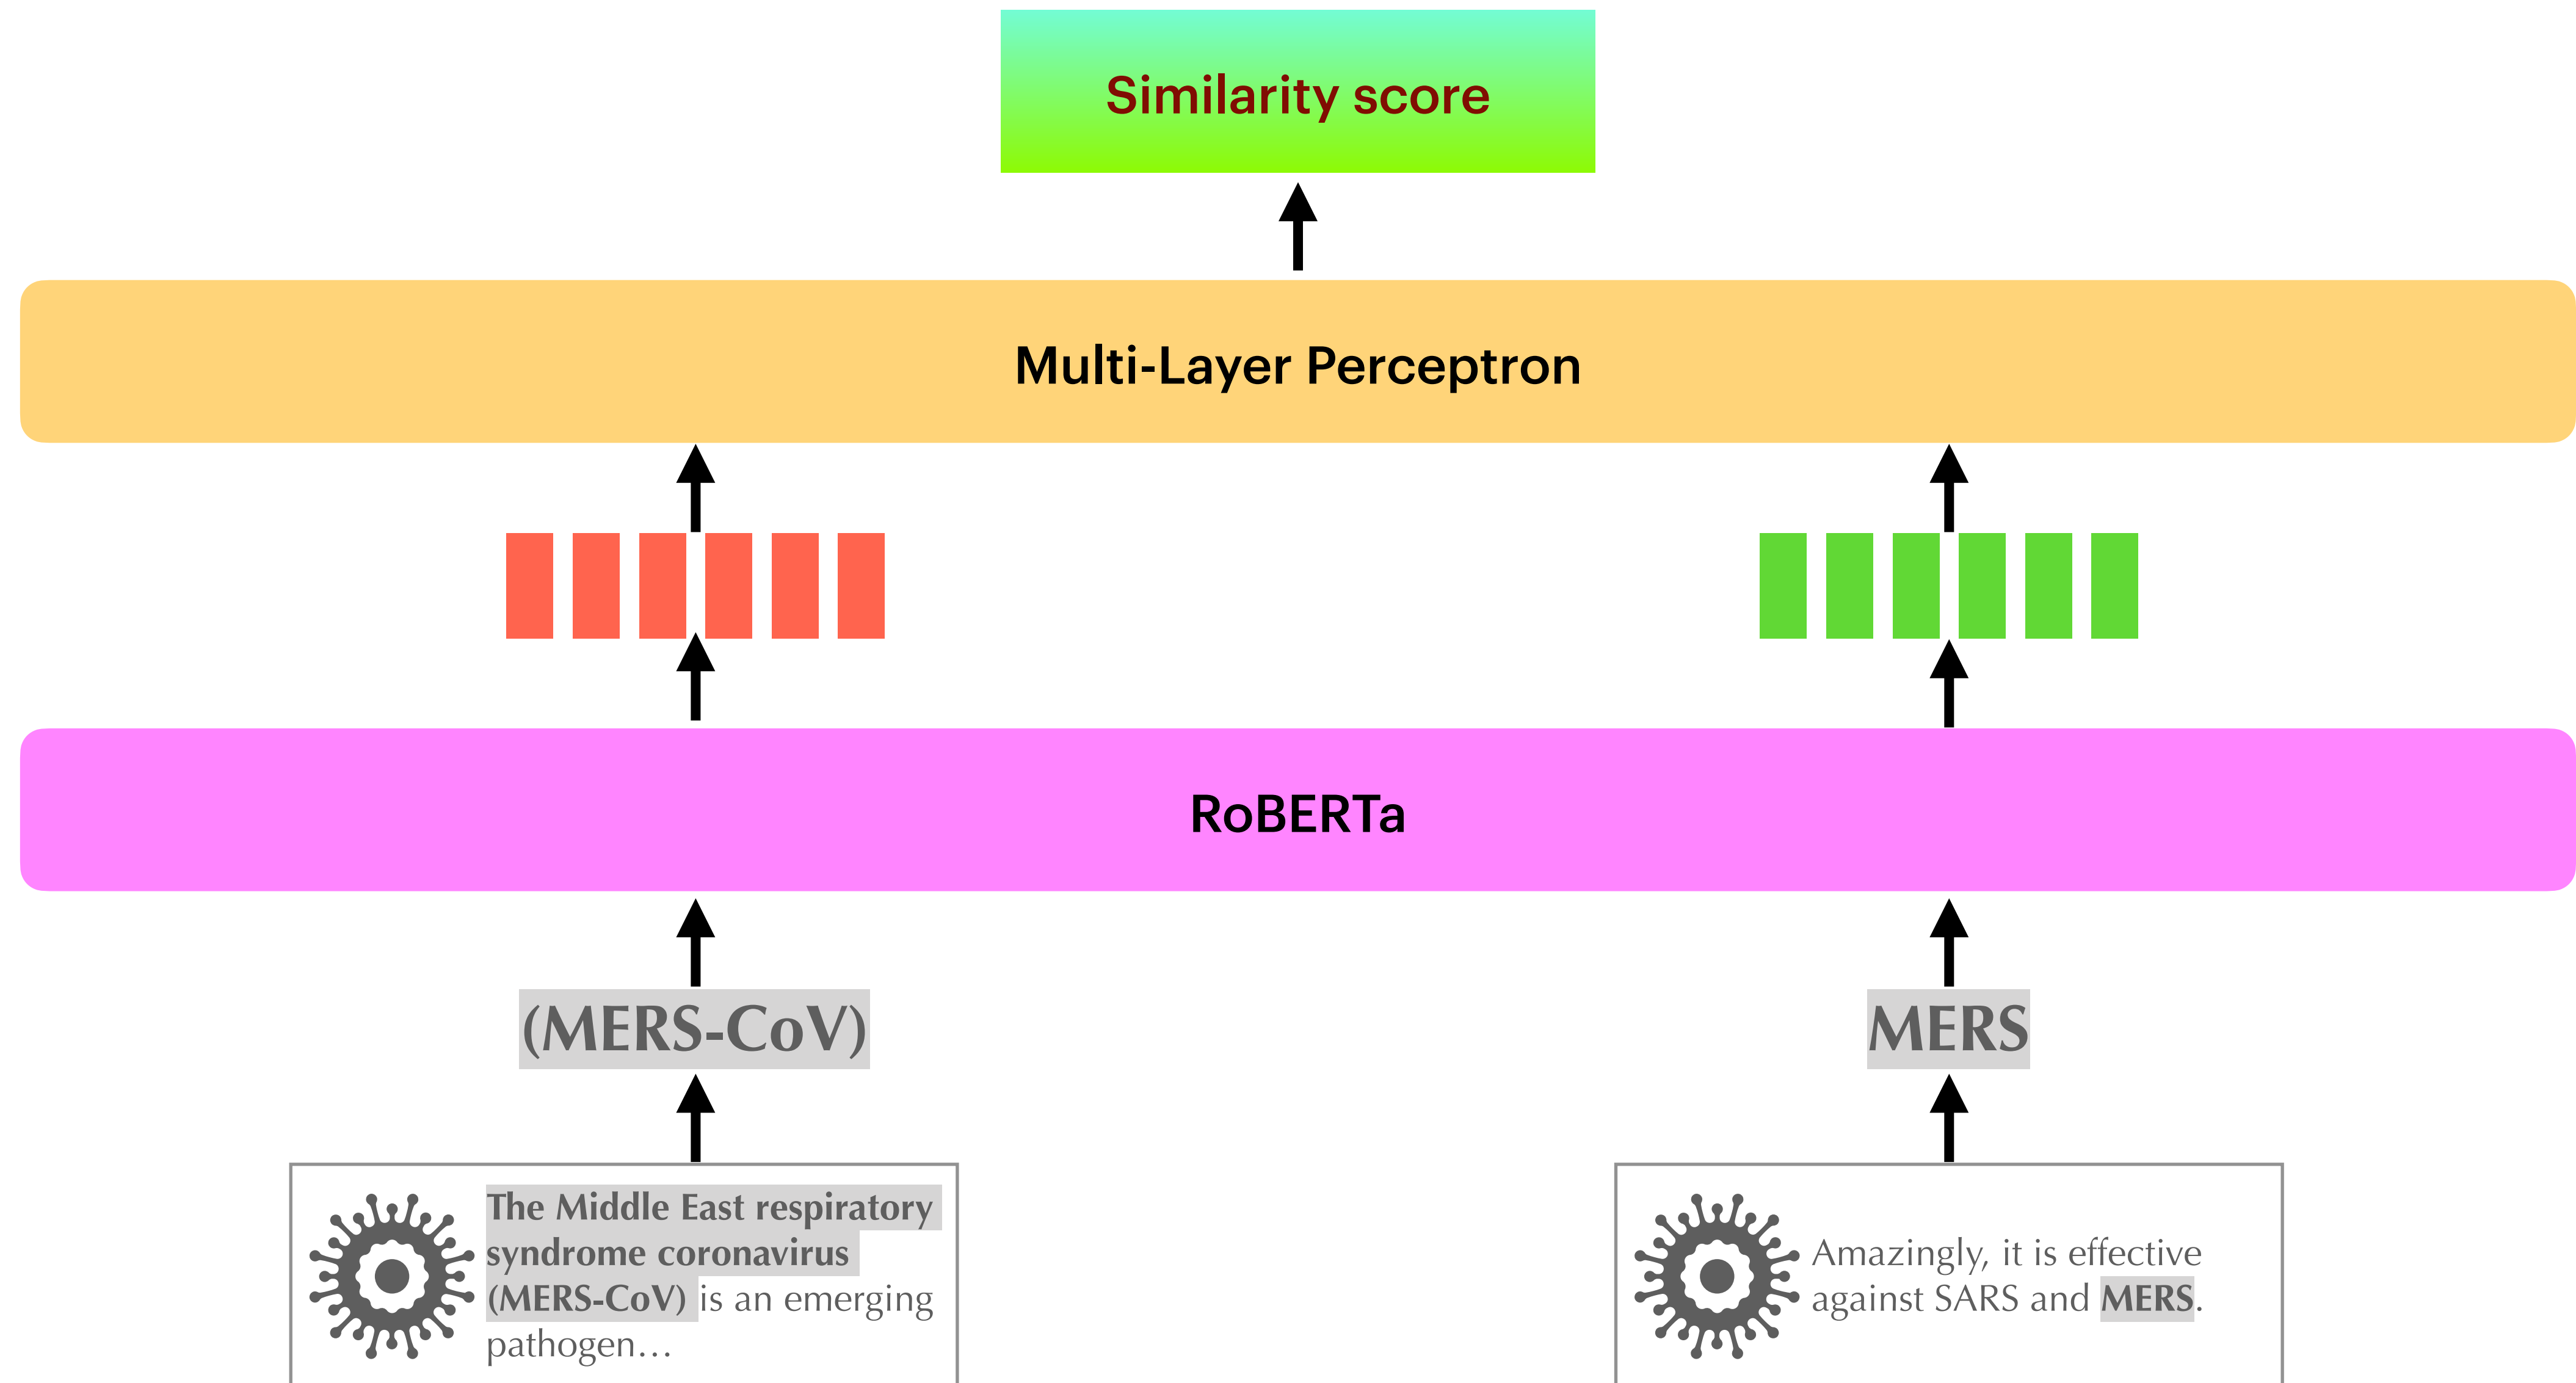 Similarity score
Multi-Layer Perceptron
RoBERTa
(MERS-CoV)
MERS
The Middle East respiratory
syndrome coronavirus
(MERS-CoV) is an emerging
pathogen…
Amazingly, it is effective
against SARS and MERS.